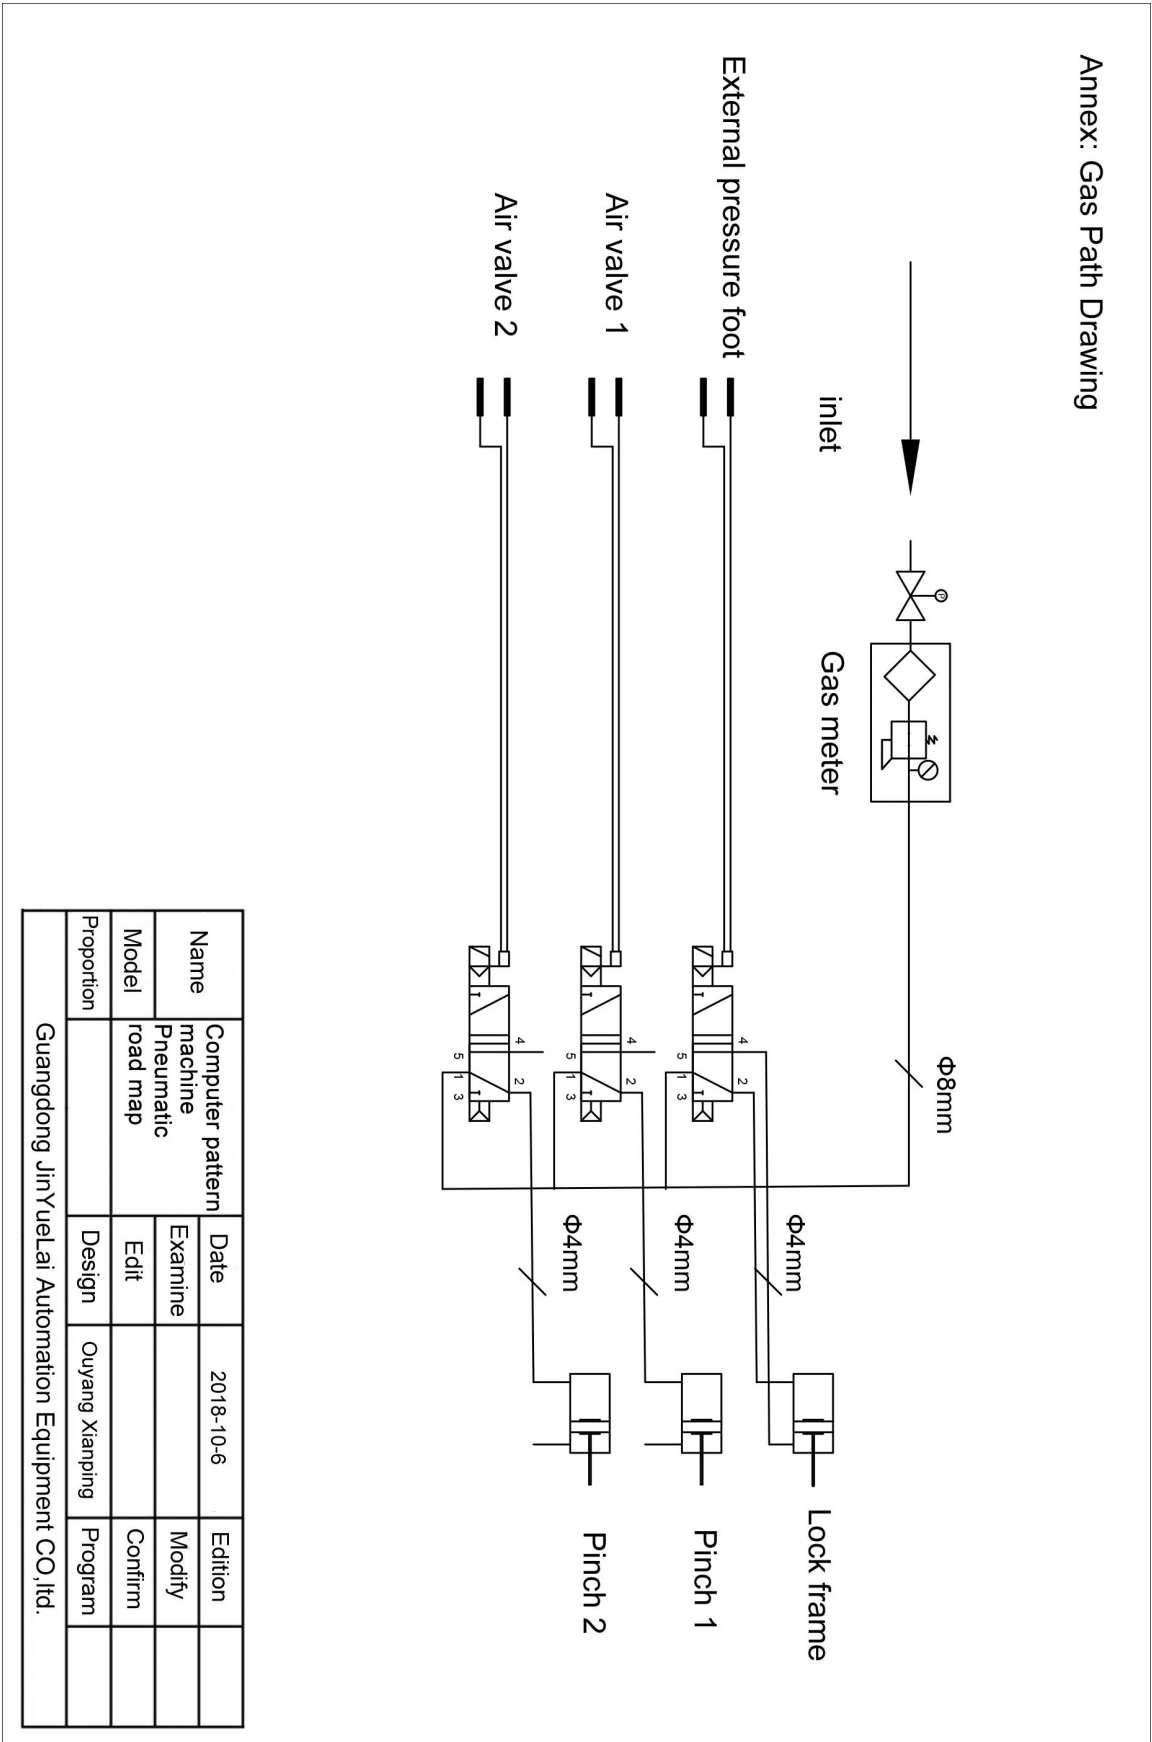 Annex: Gas Path Drawing
inlet
Gas meter
P
Φ8mm
External pressure foot
4
2
5
1
3
Φ4mm
Lock frame
Air valve 1
4
2
5
1
3
Φ4mm
Pinch 1
Air valve 2
4
2
5
1
3
Φ4mm
Pinch 2
Name
Computer pattern
machine
Pneumatic
road map
Date
2018-10-6
Edition
Examine
Modify
Model
Edit
Confirm
Proportion
Design
Ouyang Xianping
Program
Guangdong JinYueLai Automation Equipment CO,ltd.